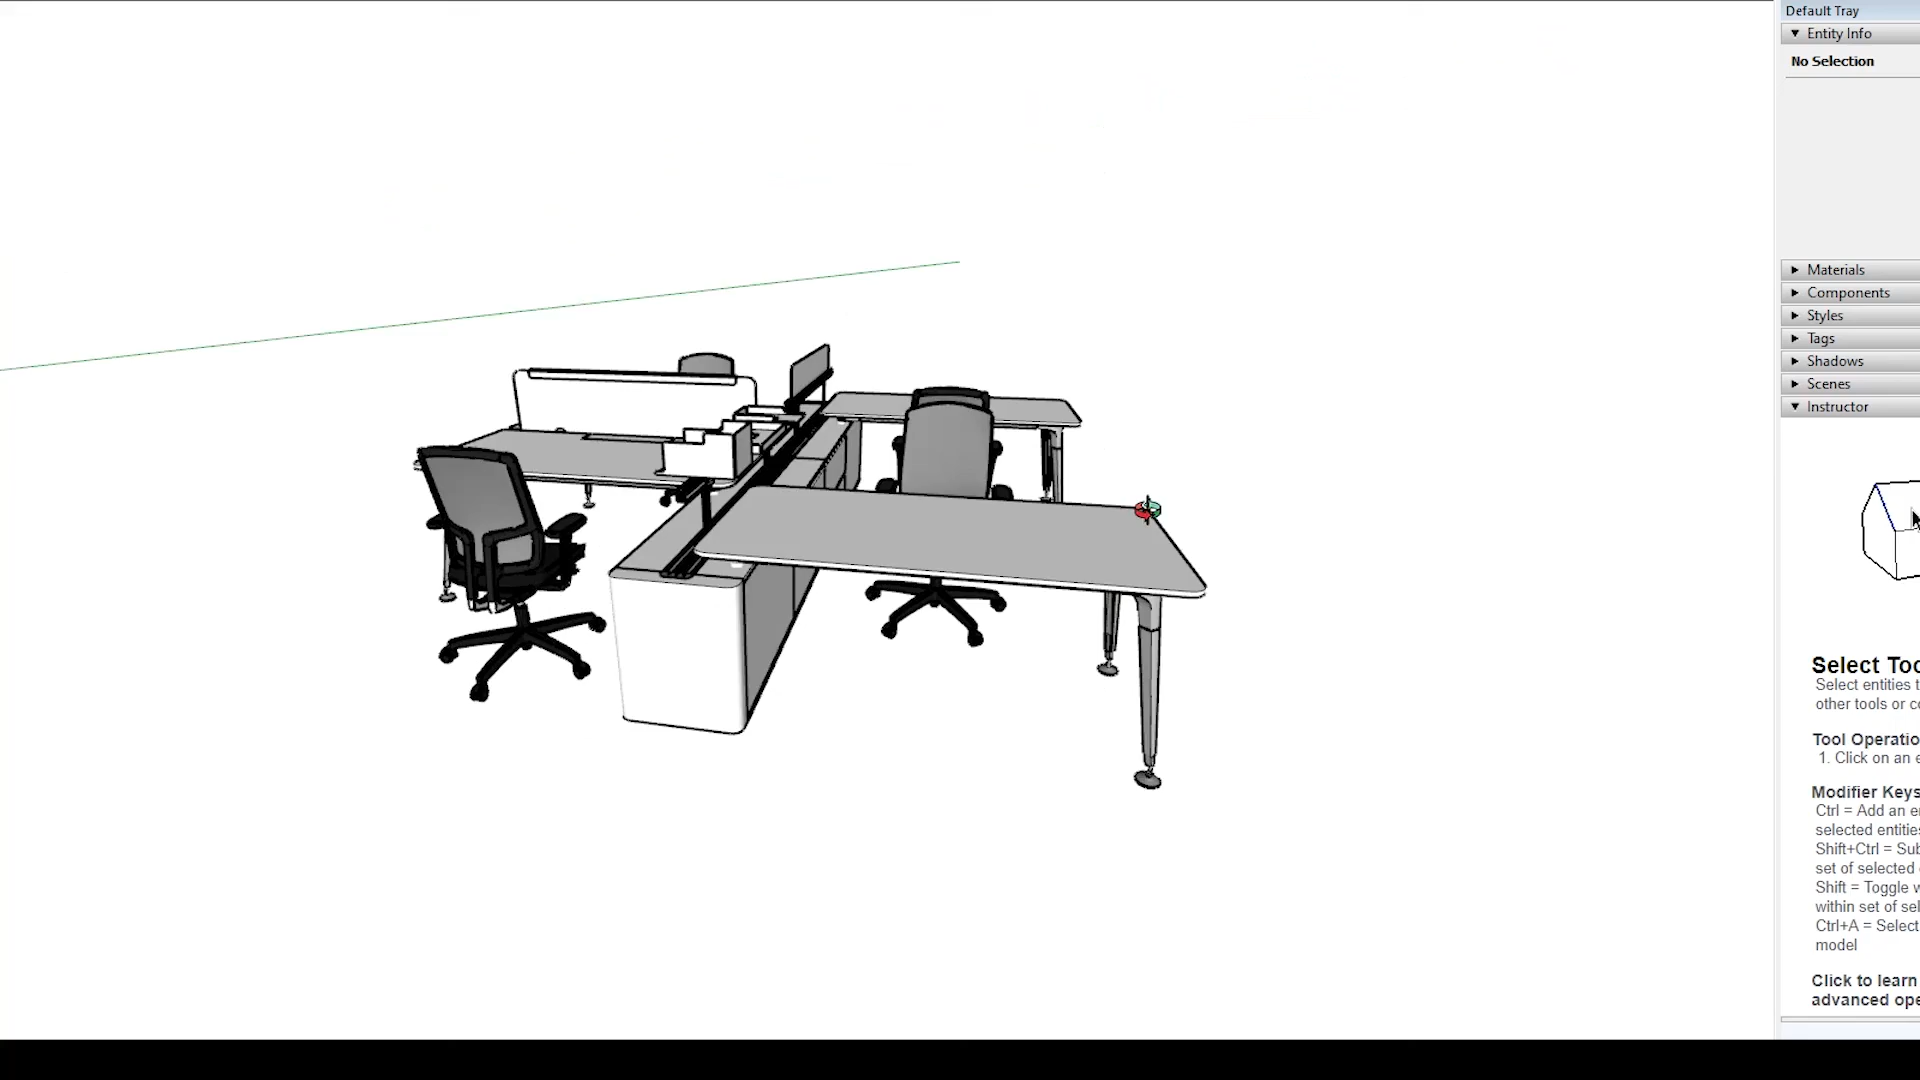 Default Tray
Entity Info
No Selection
Materials
Components
Styles
Tags
Shadows
Scenes
Instructor
Select Too
Select entities t
other tools or co
Tool Operatio
1. Click on an e
Modifier Keys
Ctrl = Add an e
selected entities
Shift+Ctrl = Sub
set of selected
Shift = Toggle w
within set of sel
Ctrl+A = Select
model
Click to learn
advanced ope